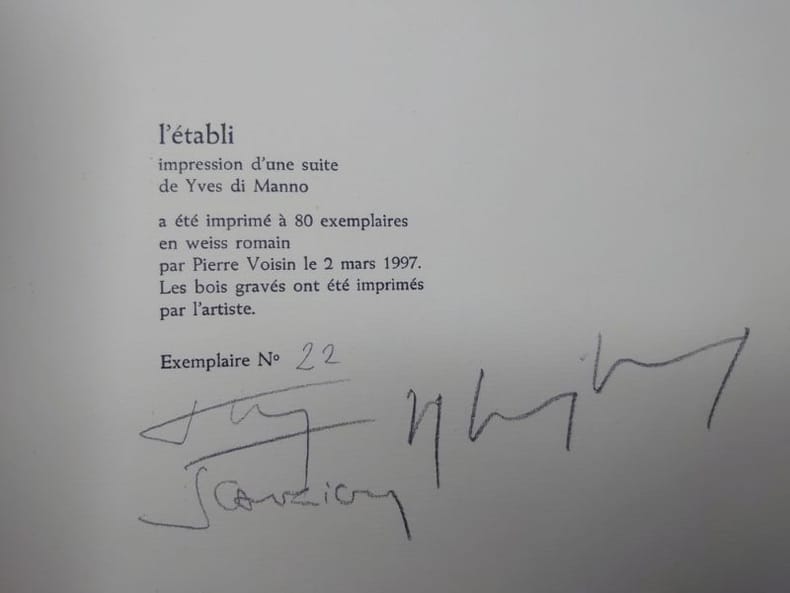 l'établi
impression d'une suite
de Yves di Manno
a été imprimé à 80 exemplaires
en weiss romain
par Pierre Voisin le 2 mars 1997.
Les bois gravés ont été imprimés
par l'artiste.
Exemplaire Nº 22